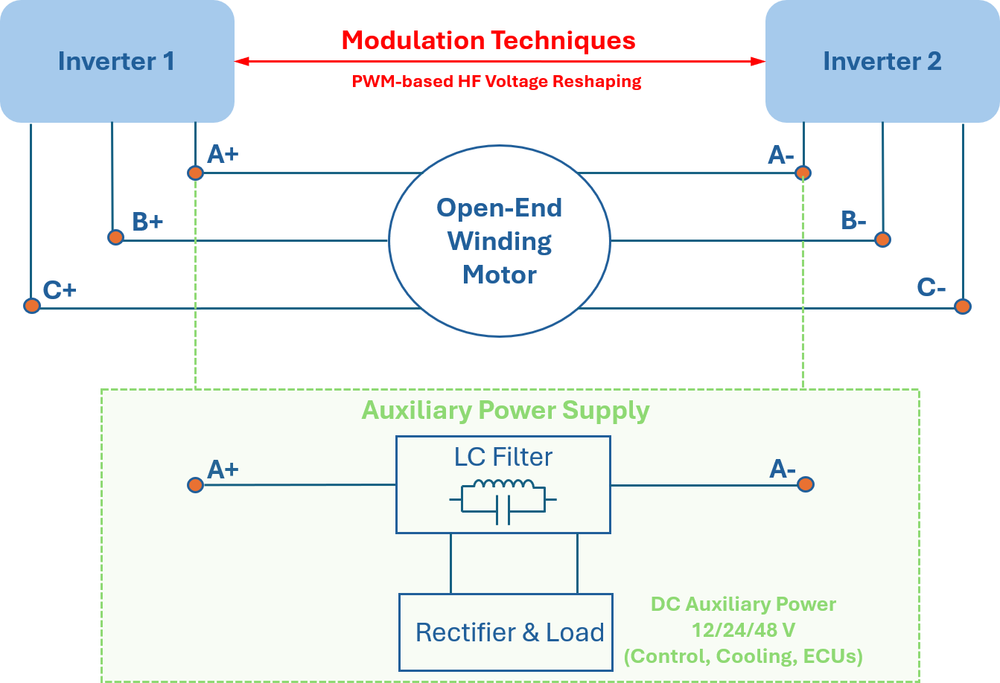 Inverter 1
Modulation Techniques
PWM-based HF Voltage Reshaping
Inverter 2
A+
A-
B+
B-
C+
C-
Open-End
Winding
Motor
Auxiliary Power Supply
LC Filter
A+
A-
Rectifier & Load
DC Auxiliary Power
12/24/48 V
(Control, Cooling, ECUs)